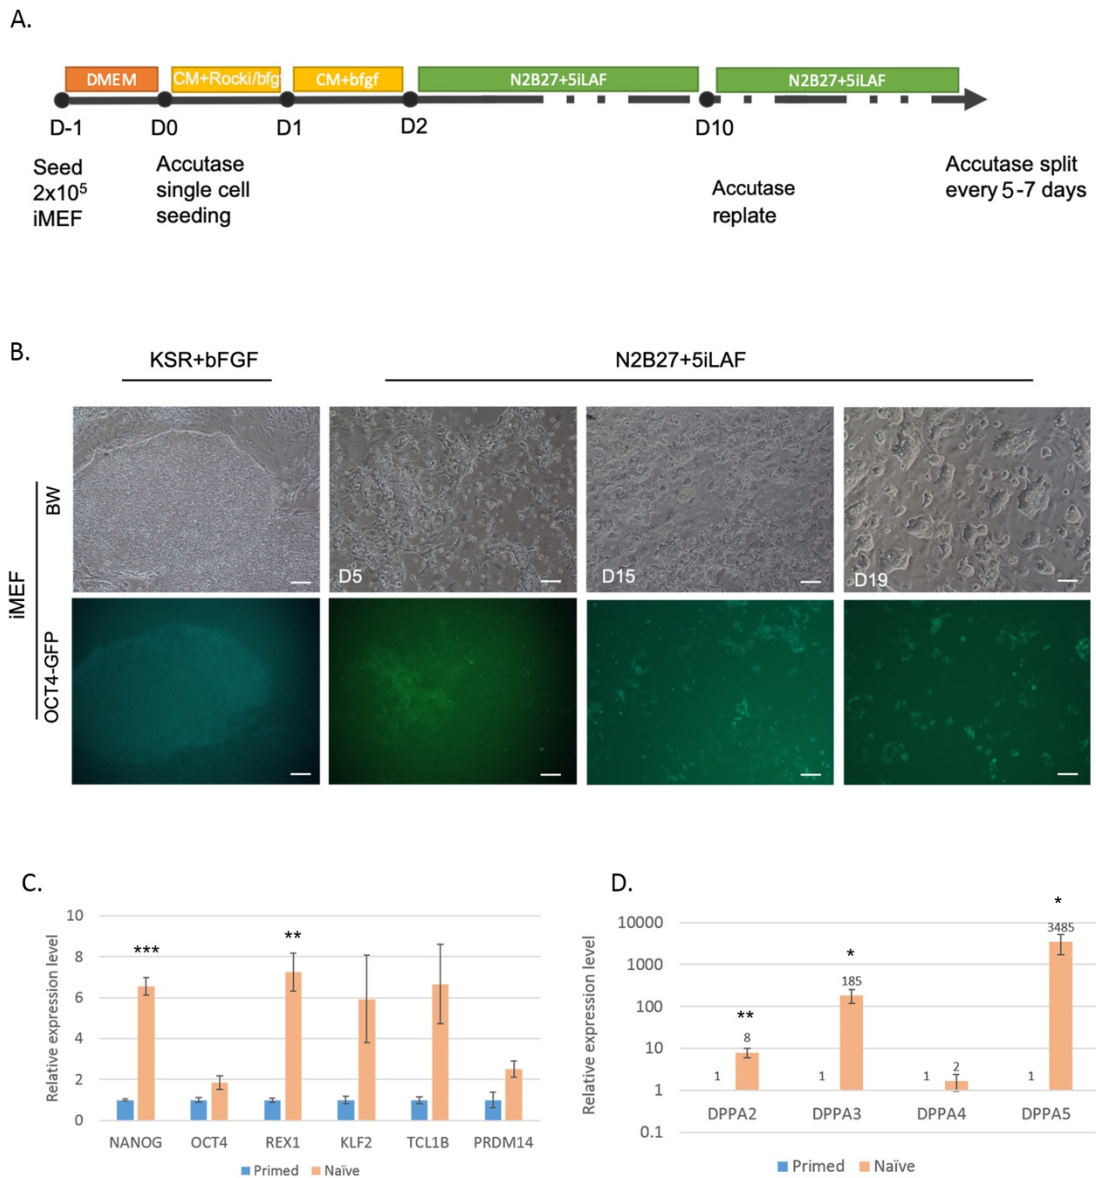 A.
DMEM
CM+Rocki/bfgf
CM+bfgf
N2B27+5iLAF
N2B27+5iLAF
D-1
D0
D1
D2
D10
Seed
2x10⁵
iMEF
Accutase
single cell
seeding
Accutase
replate
Accutase split
every 5-7 days
B.
KSR+bFGF
N2B27+5iLAF
iMEF
BW
OCT4-GFP
D5
D15
D19
C.
Relative expression level
10
8
6
4
2
0
***
**
NANOG
OCT4
REX1
KLF2
TCL1B
PRDM14
Primed
Naïve
D.
Relative expression level
10000
1000
100
10
1
0.1
1
**
8
1
*
185
1
2
1
*
3485
DPPA2
DPPA3
DPPA4
DPPA5
Primed
Naïve